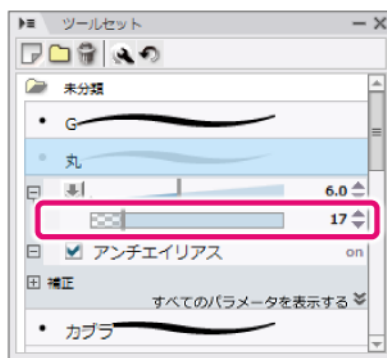 ツールセット
未分類
G
丸
6.0
17
アンチエイリアス on
補正
すべてのパラメータを表示する
カブラ